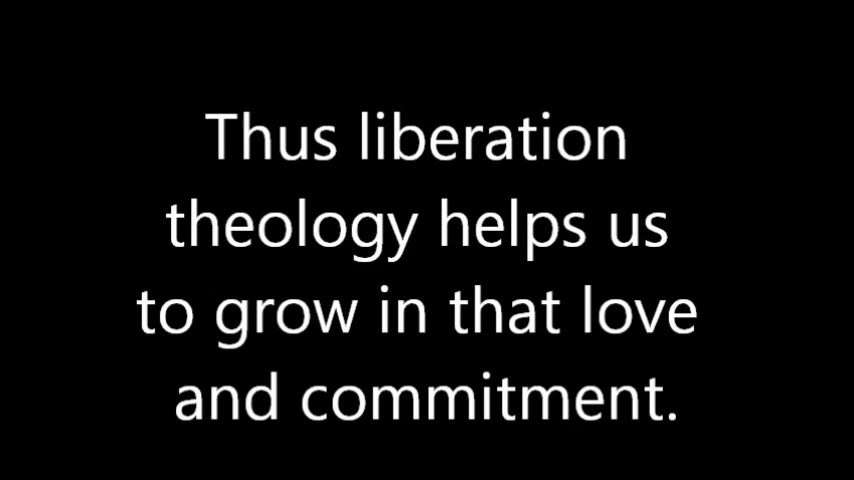 Thus liberation
theology helps us
to grow in that love
and commitment.